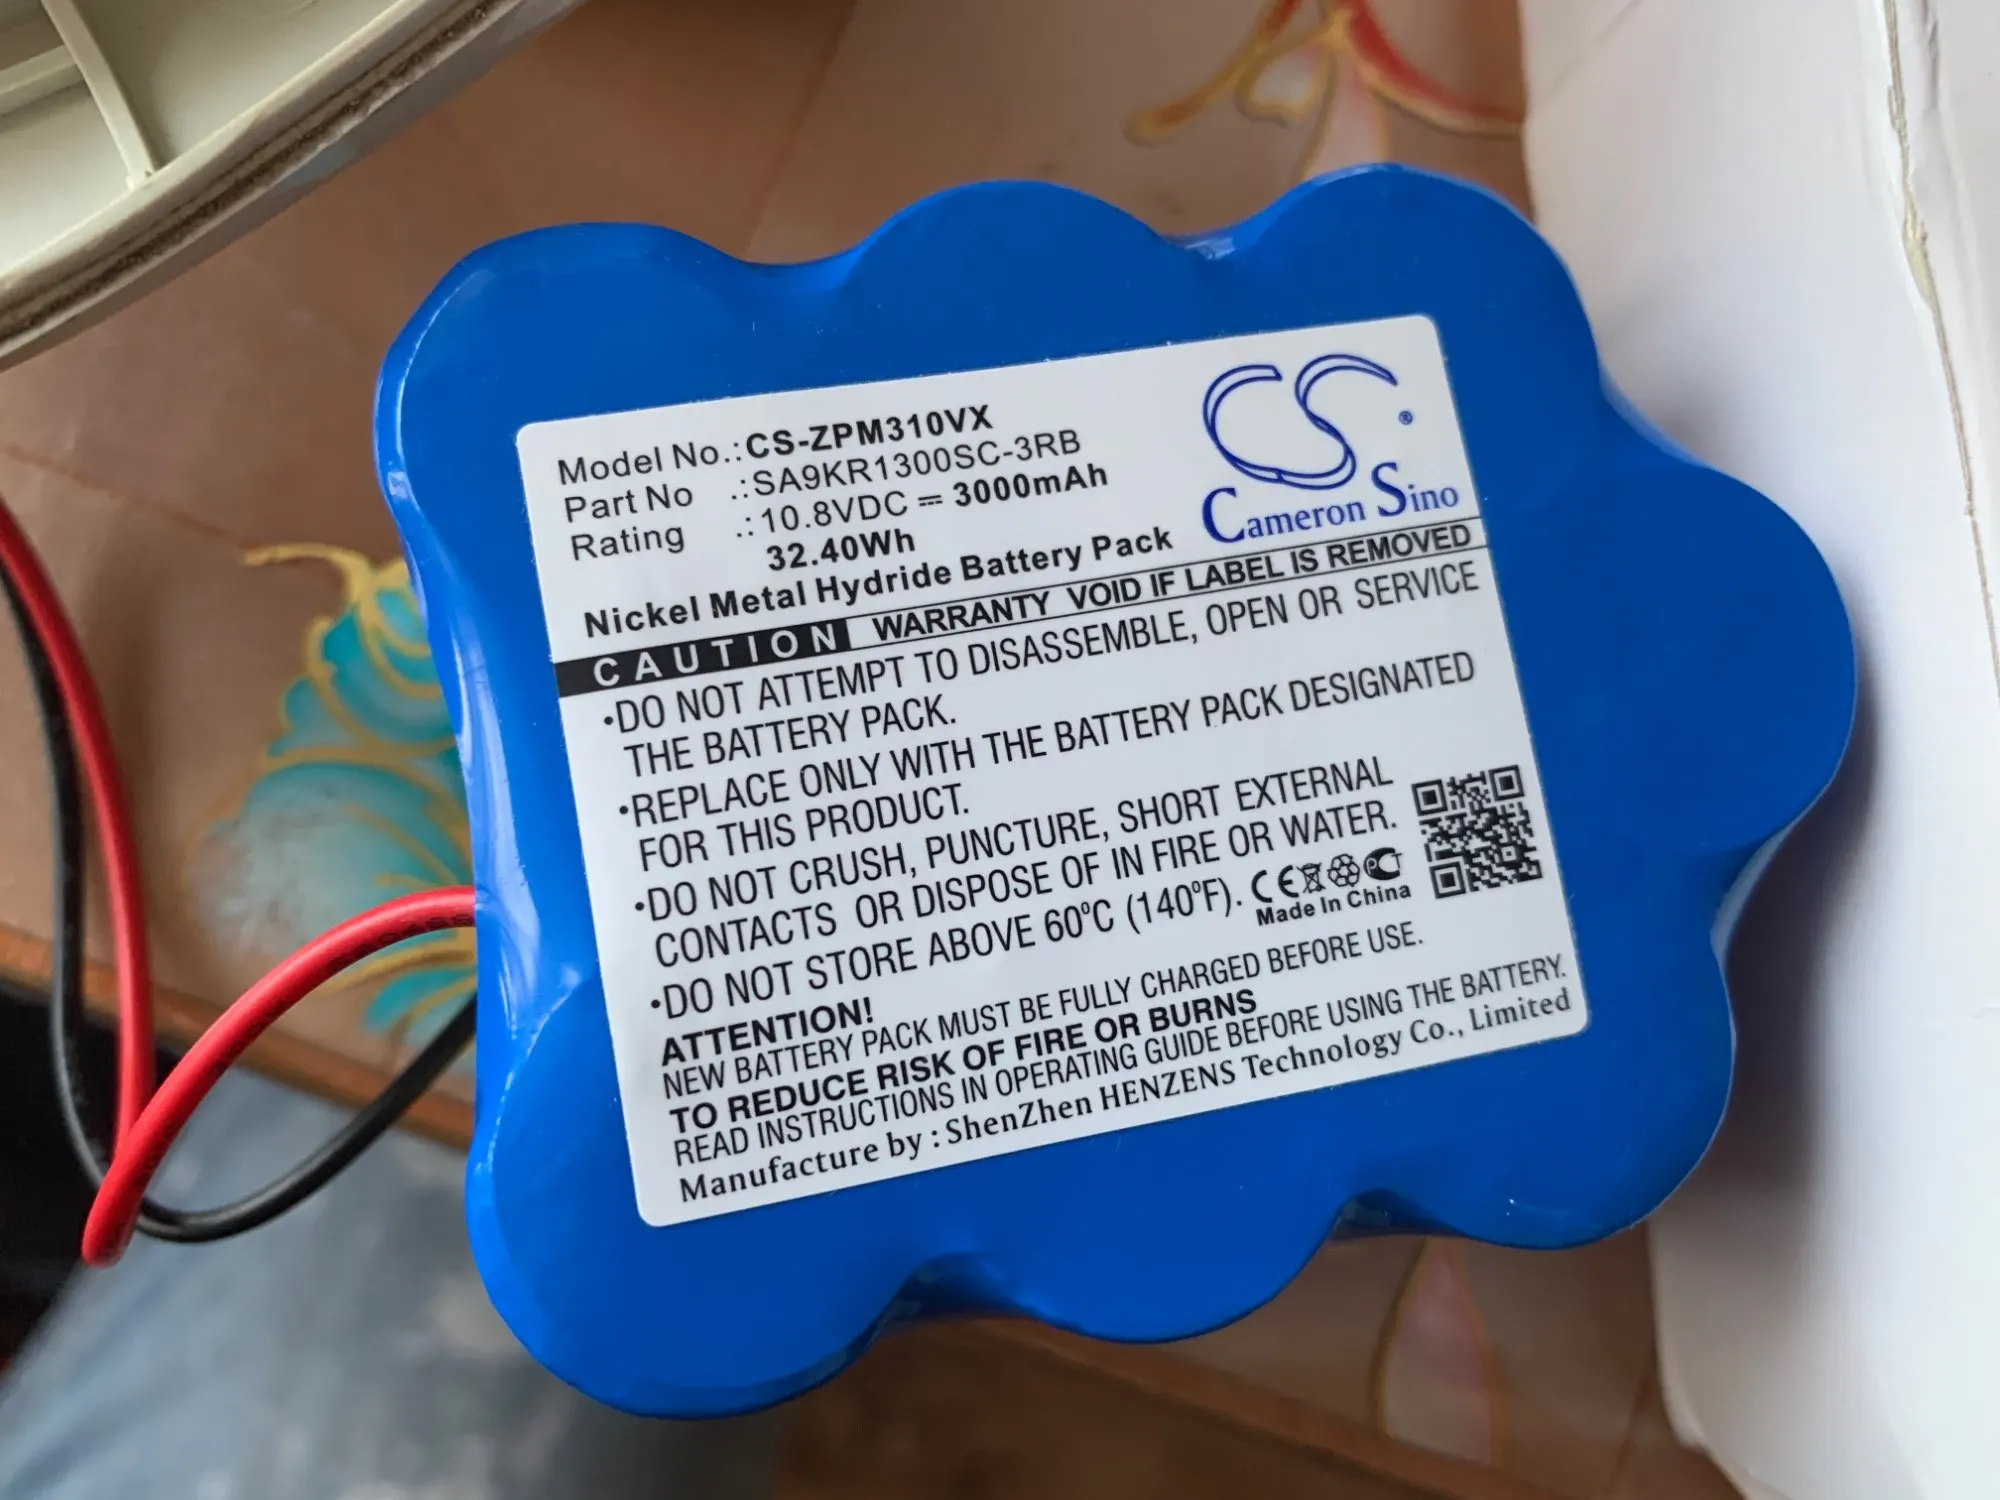 Model No.:CS-ZPM310VX
Part No .:SA9KR1300SC-3RB
Rating .:10.8VDC ⎓ 3000mAh
32.40Wh
Nickel Metal Hydride Battery Pack
CS®
Cameron Sino
CAUTION WARRANTY VOID IF LABEL IS REMOVED
•DO NOT ATTEMPT TO DISASSEMBLE, OPEN OR SERVICE
THE BATTERY PACK.
•REPLACE ONLY WITH THE BATTERY PACK DESIGNATED
FOR THIS PRODUCT.
•DO NOT CRUSH, PUNCTURE, SHORT EXTERNAL
CONTACTS OR DISPOSE OF IN FIRE OR WATER.
•DO NOT STORE ABOVE 60°C (140°F).
CE PCT
Made In China
ATTENTION!
NEW BATTERY PACK MUST BE FULLY CHARGED BEFORE USE.
TO REDUCE RISK OF FIRE OR BURNS
READ INSTRUCTIONS IN OPERATING GUIDE BEFORE USING THE BATTERY.
Manufacture by : ShenZhen HENZENS Technology Co., Limited